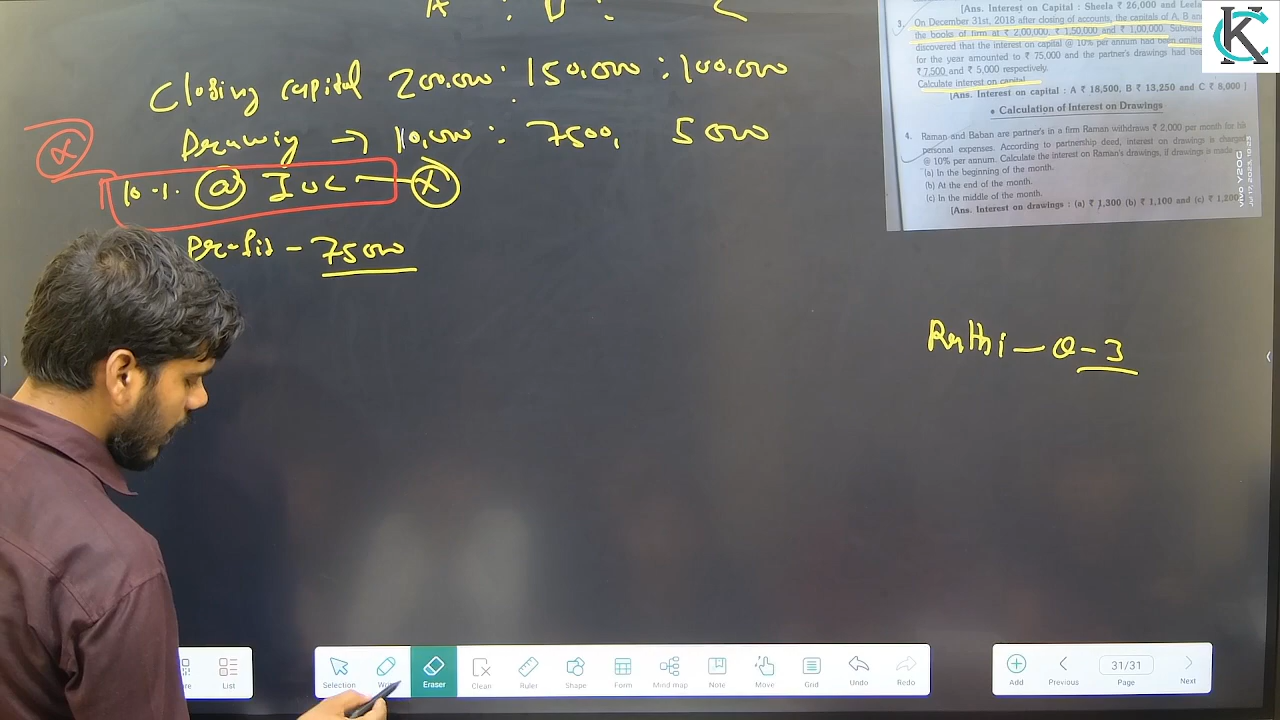 A : B : C
Closing capital 200,000 : 150,000 : 100,000
Drawing → 10,000 : 7500, 5000
10 % @ IOC — X
Profit - 75000
Rathi — Q-3
[Ans. Interest on Capital : Sheela ₹ 26,000 and Leela
3. On December 31st, 2018 after closing of accounts, the capitals of A, B an
the books of firm at ₹ 2,00,000, ₹ 1,50,000 and ₹ 1,00,000. Subsequ
discovered that the interest on capital @ 10% per annum had been omitte
for the year amounted to ₹ 75,000 and the partner's drawings had bee
₹ 7,500 and ₹ 5,000 respectively.
Calculate interest on capital.
[Ans. Interest on capital : A ₹ 18,500, B ₹ 13,250 and C ₹ 8,000 ]
• Calculation of Interest on Drawings
4. Raman and Baban are partner's in a firm Raman withdraws ₹ 2,000 per month for his
personal expenses. According to partnership deed, interest on drawings is charged
@ 10% per annum. Calculate the interest on Raman's drawings, if drawings is made
(a) In the beginning of the month.
(b) At the end of the month.
(c) In the middle of the month.
[Ans. Interest on drawings : (a) ₹ 1,300 (b) ₹ 1,100 and (c) ₹ 1,200
vivo Y20G
Jul 17, 2023, 10:23
KC
List
Selection
Eraser
Clean
Ruler
Shape
Form
Mind map
Note
Move
Grid
Undo
Redo
Add
Previous
31/31
Page
Next